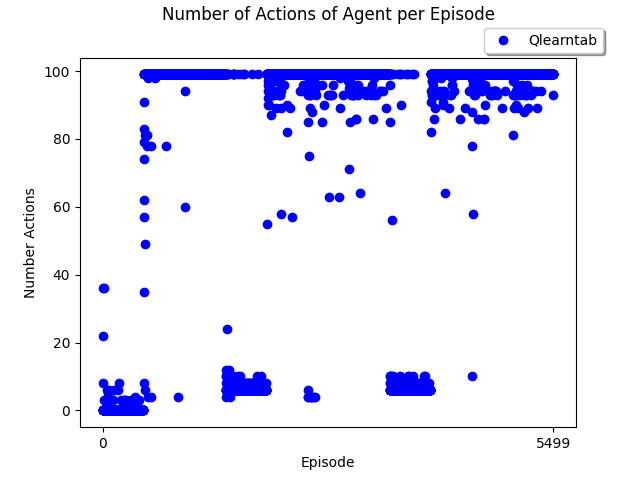 Number of Actions of Agent per Episode
Qlearntab
100
80
60
40
20
0
Number Actions
0 5499
Episode